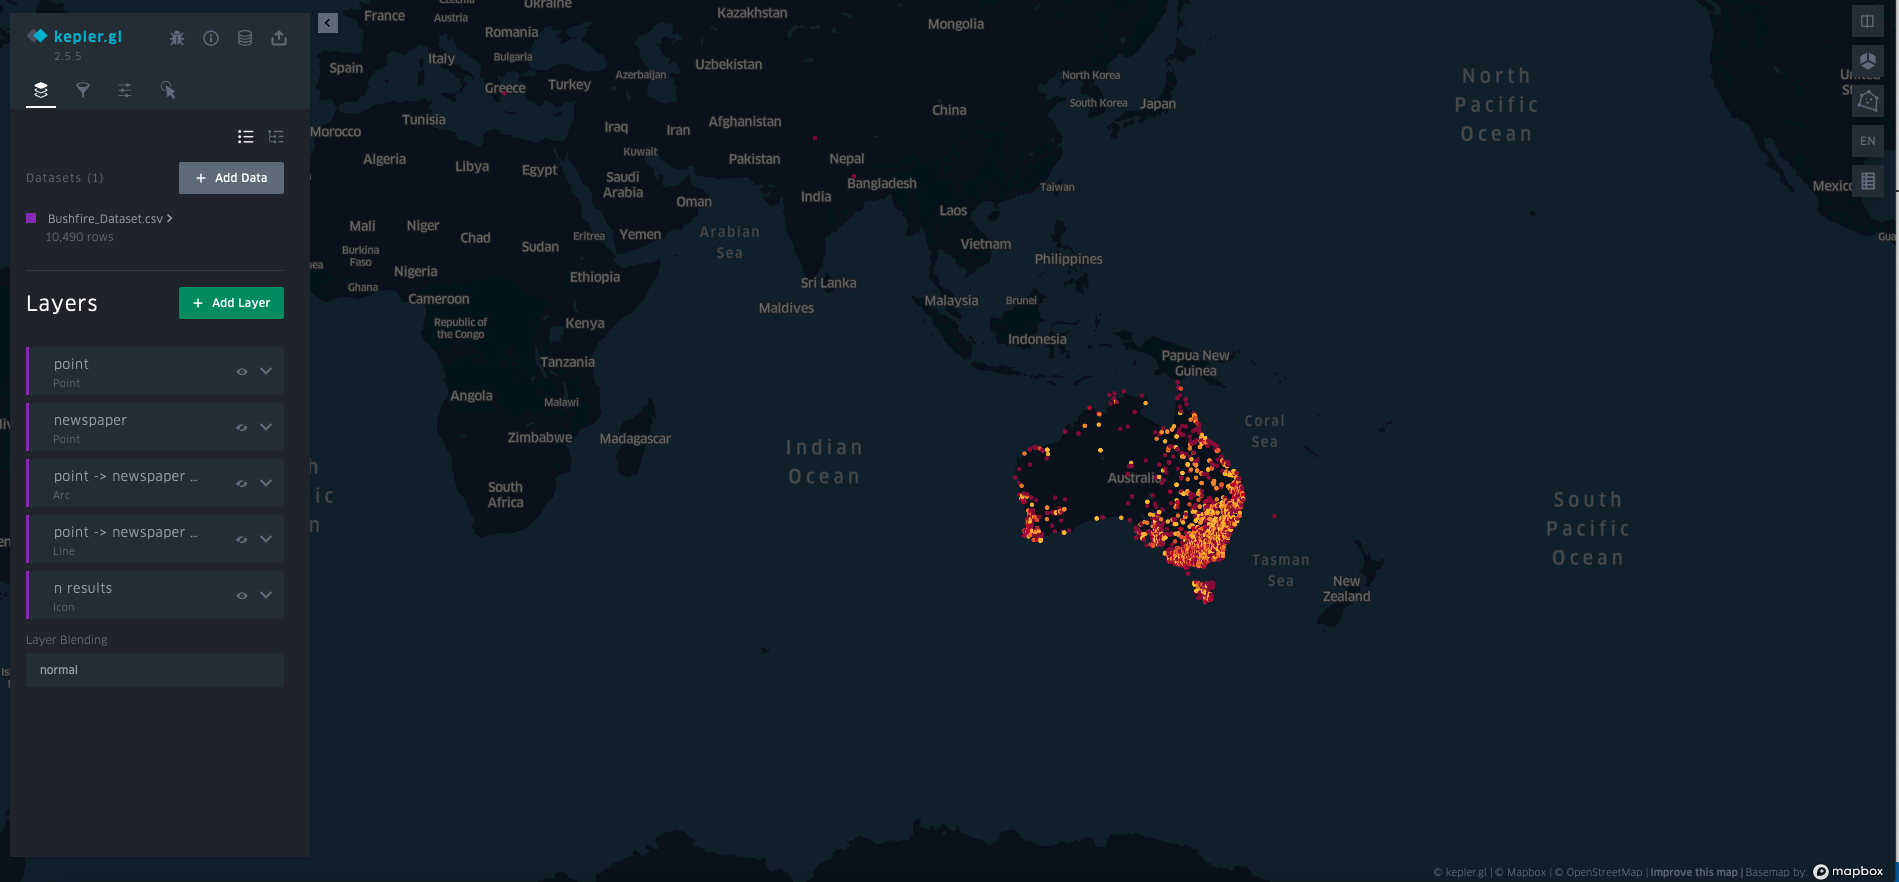 kepler.gl
2.5.5
Datasets (1)
+ Add Data
Bushfire_Dataset.csv
10,490 rows
Layers
+ Add Layer
point
Point
newspaper
Point
point -> newspaper ...
Arc
point -> newspaper ...
Line
n results
Icon
Layer Blending
normal
France
Austria
Ukraine
Kazakhstan
Mongolia
Romania
Bulgaria
Italy
Spain
Uzbekistan
Azerbaijan
Greece
Turkey
North Korea
South Korea
Japan
China
Tunisia
Morocco
Iraq
Iran
Afghanistan
Algeria
Libya
Egypt
Kuwait
Pakistan
Nepal
Saudi
Arabia
India
Bangladesh
Taiwan
Oman
Laos
Mali
Niger
Chad
Sudan
Eritrea
Yemen
Arabian
Sea
Vietnam
Burkina
Faso
Nigeria
Ethiopia
Philippines
Ghana
Cameroon
Sri Lanka
Maldives
Malaysia
Brunei
Republic of
the Congo
Kenya
Indonesia
Tanzania
Papua New
Guinea
Angola
Malawi
Zimbabwe
Madagascar
Indian
Ocean
Coral
Sea
Australia
South
Africa
Tasman
Sea
New
Zealand
North
Pacific
Ocean
South
Pacific
Ocean
EN
Mexico
© kepler.gl | © Mapbox | © OpenStreetMap | Improve this map | Basemap by:
mapbox